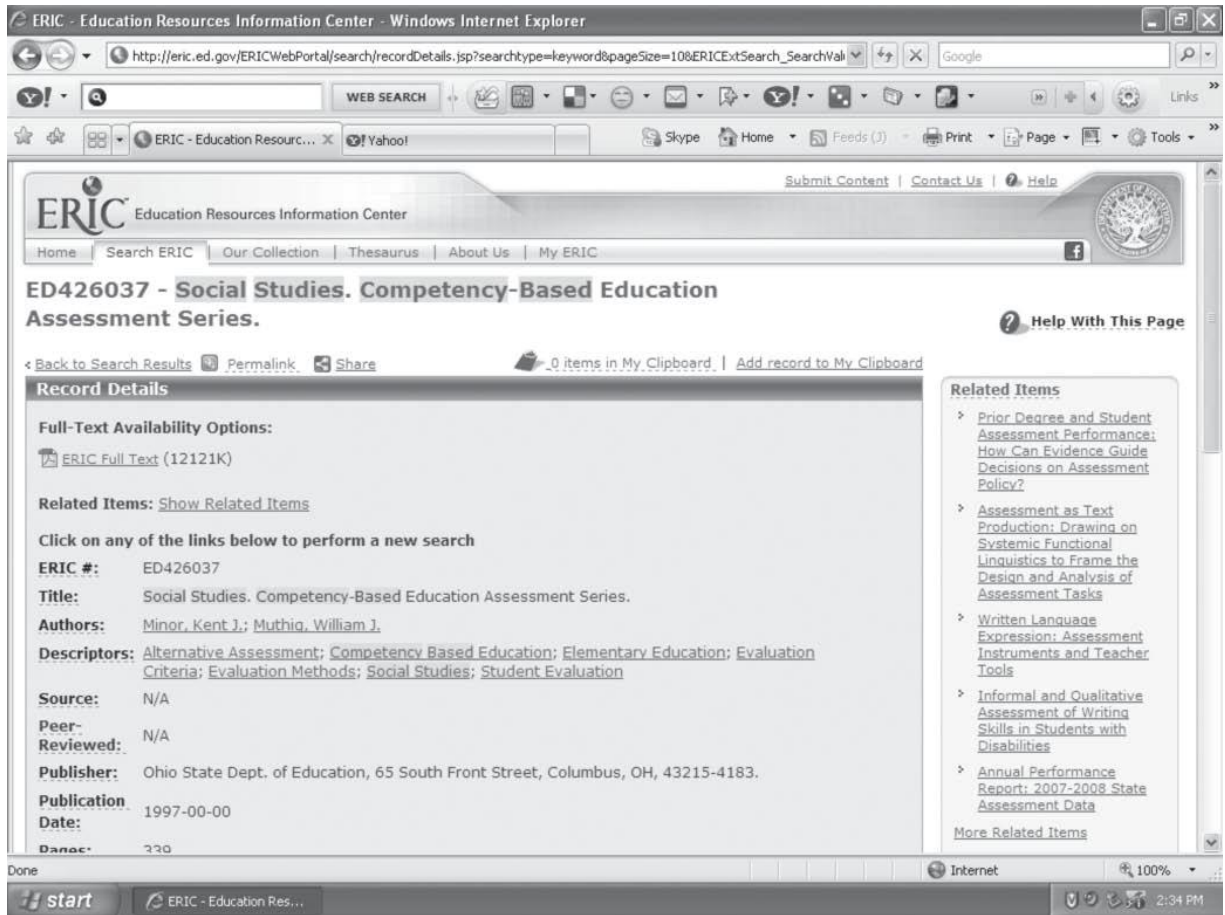 ERIC - Education Resources Information Center - Windows Internet Explorer
http://eric.ed.gov/ERICWebPortal/search/recordDetails.jsp?searchtype=keyword&pageSize=10&ERICExtSearch_SearchVal
Google
WEB SEARCH
Links
ERIC - Education Resourc... X
Yahoo!
Skype Home Feeds (J) Print Page Tools
Submit Content | Contact Us | Help
ERIC Education Resources Information Center
Home | Search ERIC | Our Collection | Thesaurus | About Us | My ERIC
ED426037 - Social Studies. Competency-Based Education
Assessment Series.
Help With This Page
Back to Search Results Permalink Share 0 items in My Clipboard | Add record to My Clipboard
Record Details
Full-Text Availability Options:
ERIC Full Text (12121K)
Related Items: Show Related Items
Click on any of the links below to perform a new search
ERIC #: ED426037
Title: Social Studies. Competency-Based Education Assessment Series.
Authors: Minor, Kent J.; Muthig, William J.
Descriptors: Alternative Assessment; Competency Based Education; Elementary Education; Evaluation
Criteria; Evaluation Methods; Social Studies; Student Evaluation
Source: N/A
Peer-
Reviewed: N/A
Publisher: Ohio State Dept. of Education, 65 South Front Street, Columbus, OH, 43215-4183.
Publication
Date: 1997-00-00
Pages: 339
Related Items
Prior Degree and Student
Assessment Performance:
How Can Evidence Guide
Decisions on Assessment
Policy?
Assessment as Text
Production: Drawing on
Systemic Functional
Linguistics to Frame the
Design and Analysis of
Assessment Tasks
Written Language
Expression: Assessment
Instruments and Teacher
Tools
Informal and Qualitative
Assessment of Writing
Skills in Students with
Disabilities
Annual Performance
Report: 2007-2008 State
Assessment Data
More Related Items
Done
Internet
100%
start
ERIC - Education Res...
2:34 PM